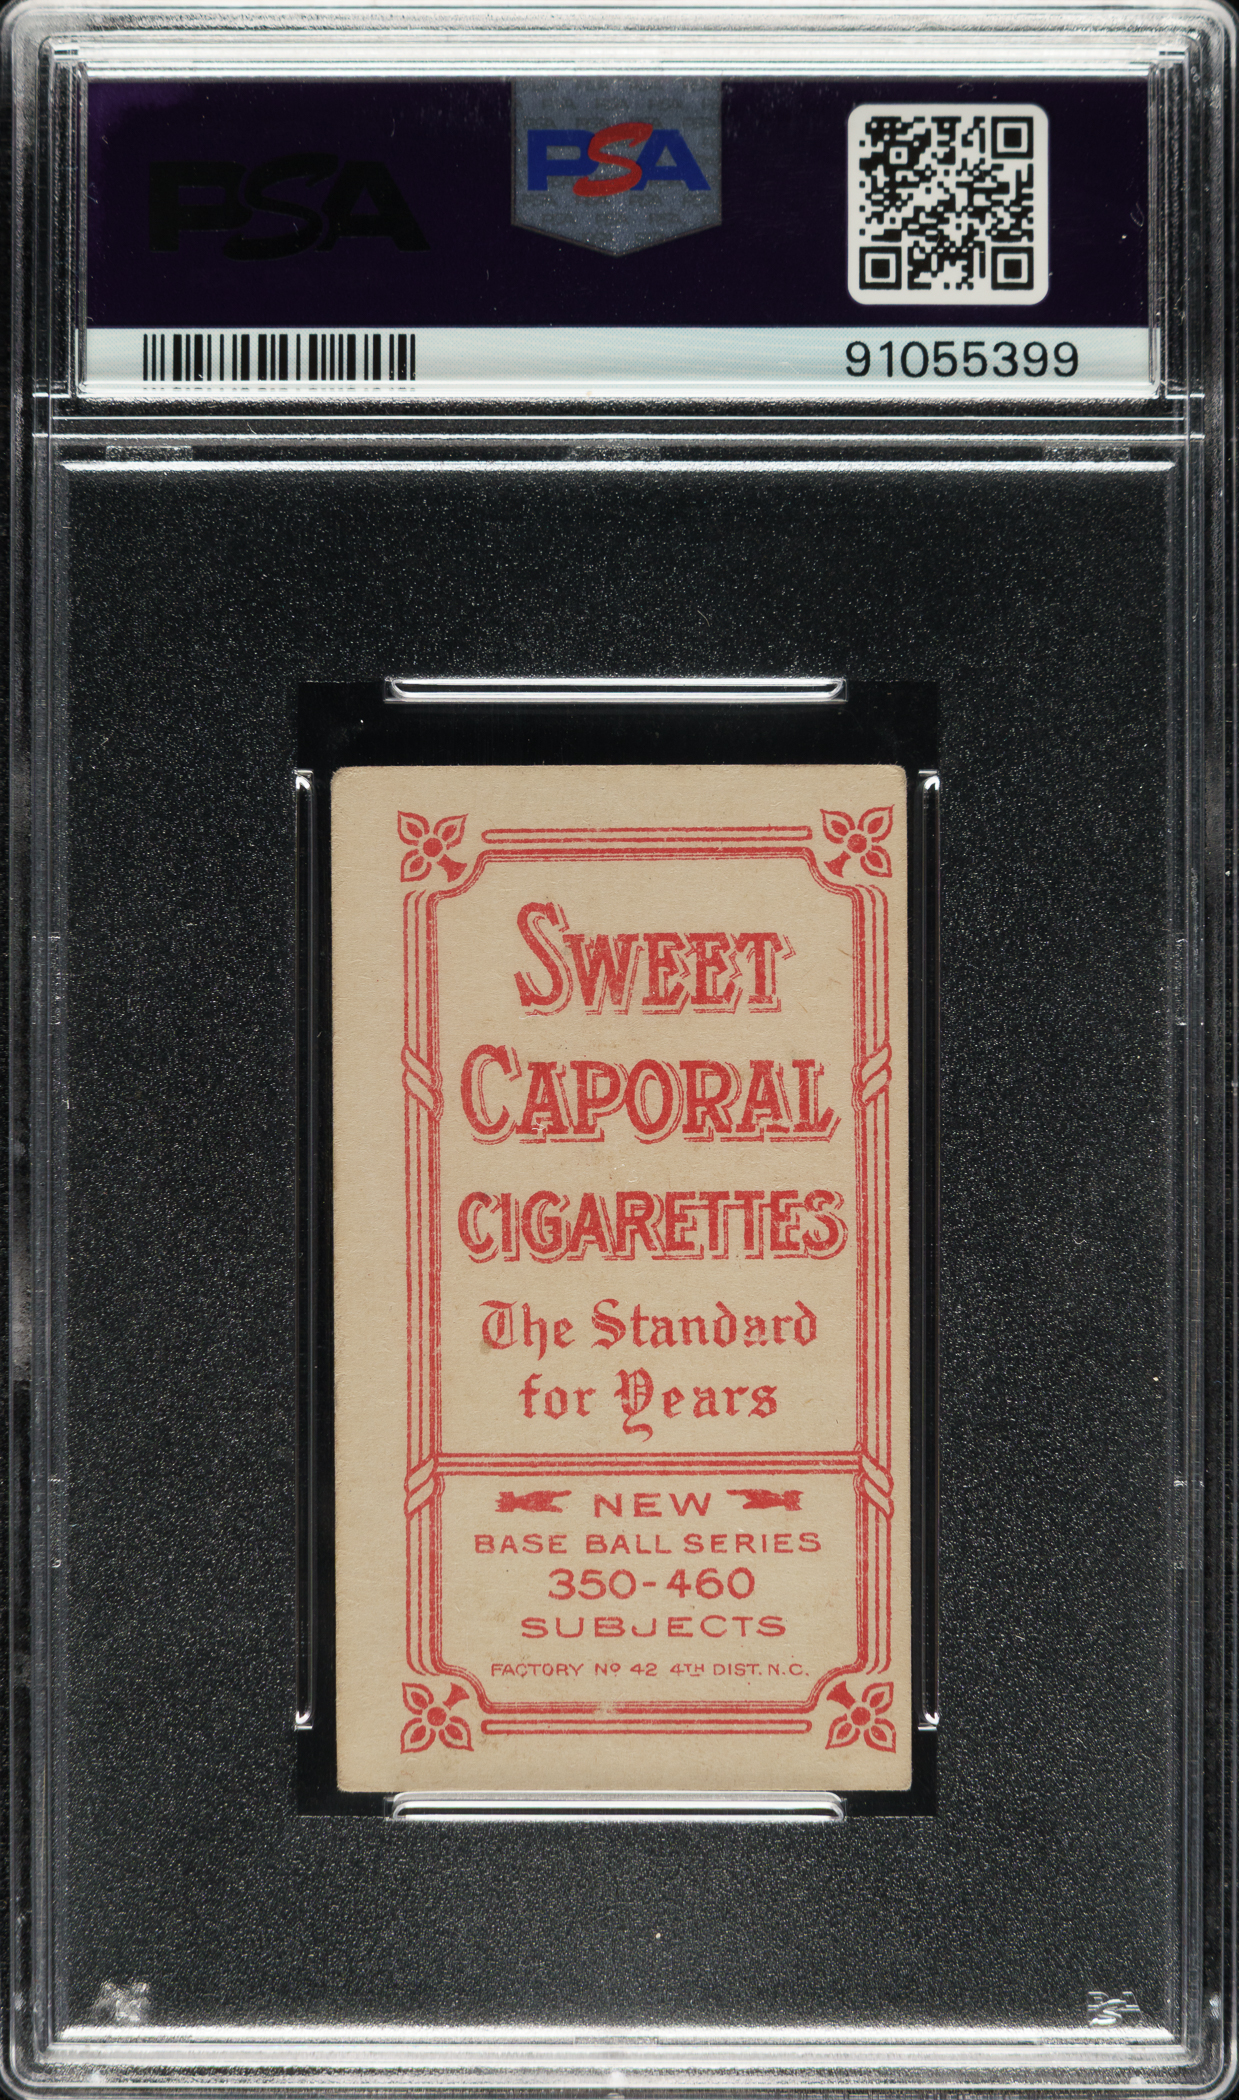 PSA
PSA
91055399
SWEET
CAPORAL
CIGARETTES
The Standard
for Years
NEW
BASE BALL SERIES
350-460
SUBJECTS
FACTORY Nº 42 4TH DIST. N.C.
PSA